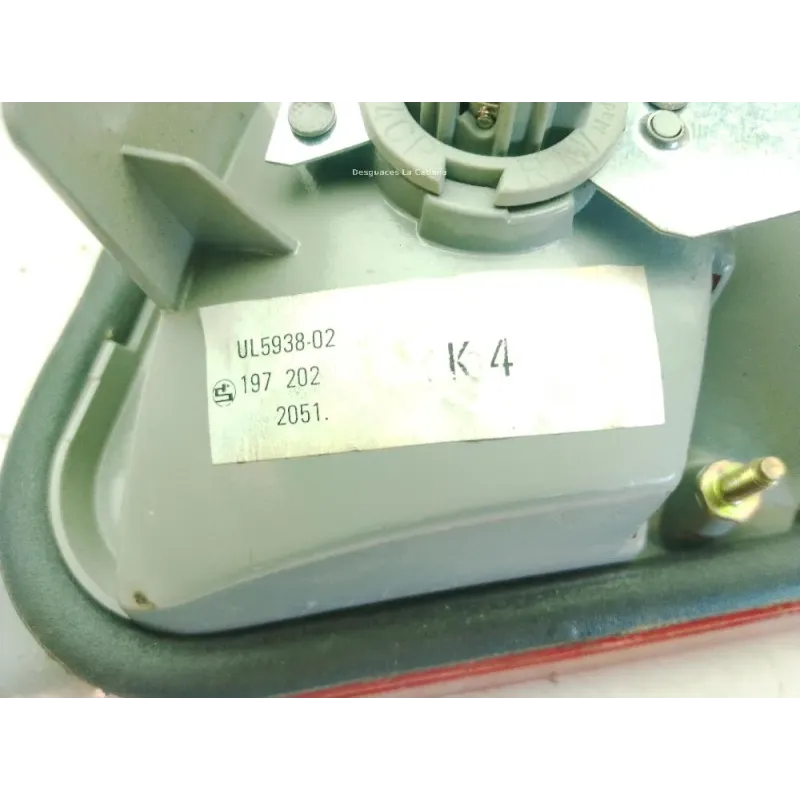 Desguaces La Cabaña
UL5938-02
197 202
2051.
K 4